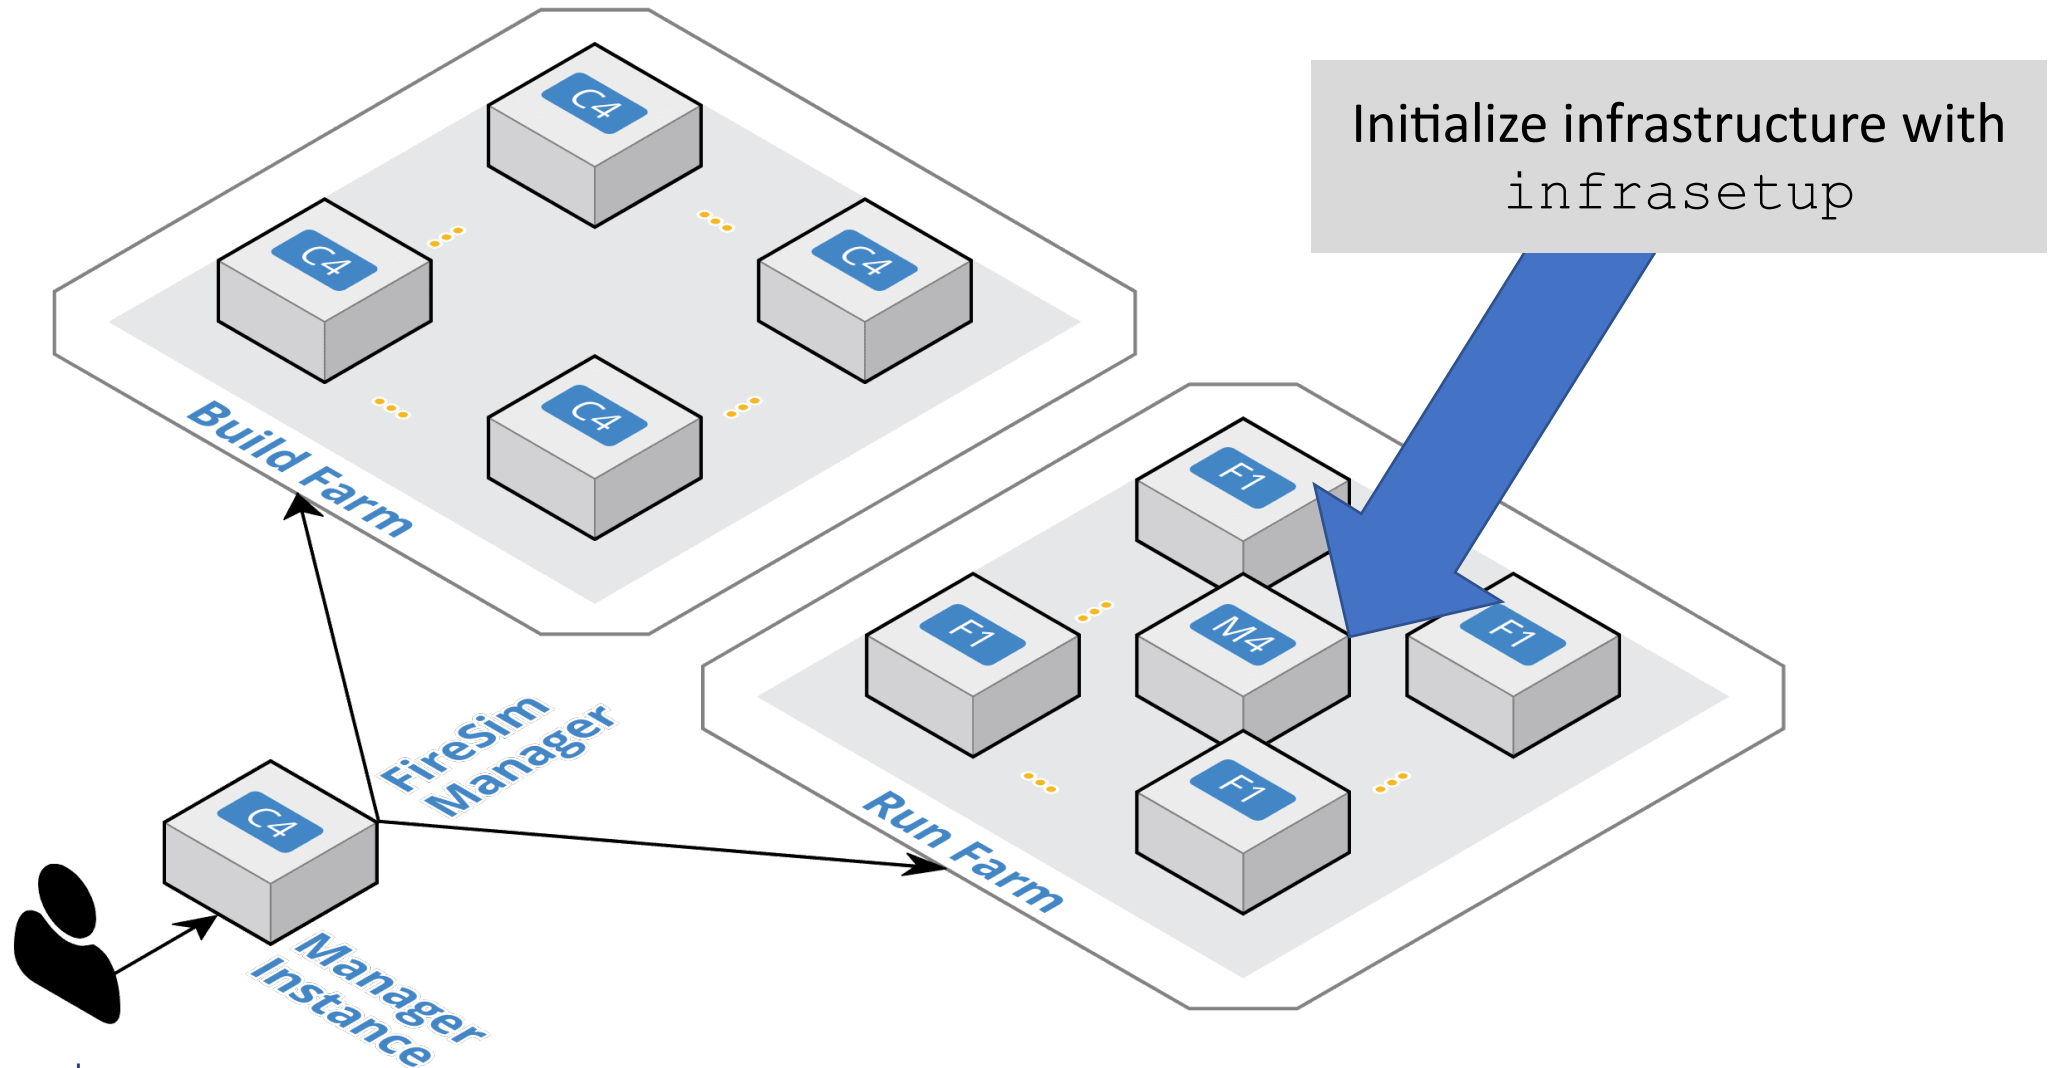 C4
C4
C4
C4
Build Farm
Initialize infrastructure with
infrasetup
F1
F1
M4
F1
F1
Run Farm
FireSim
Manager
C4
Manager
Instance